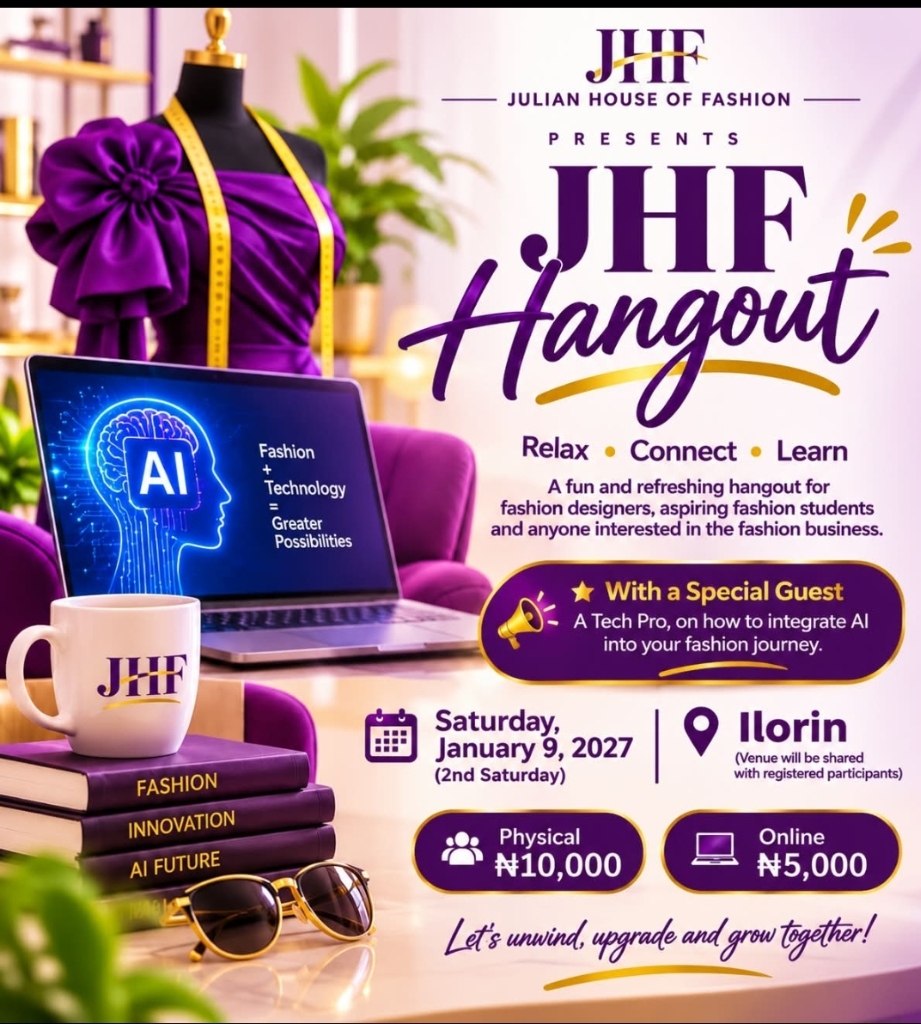 JHF
JULIAN HOUSE OF FASHION
PRESENTS
JHF
Hangout
Relax • Connect • Learn
A fun and refreshing hangout for
fashion designers, aspiring fashion students
and anyone interested in the fashion business.
With a Special Guest
A Tech Pro, on how to integrate AI
into your fashion journey.
Saturday,
January 9, 2027
(2nd Saturday)
Ilorin
(Venue will be shared
with registered participants)
Physical
₦10,000
Online
₦5,000
Let's unwind, upgrade and grow together!
AI
Fashion
+
Technology
=
Greater
Possibilities
JHF
FASHION
INNOVATION
AI FUTURE